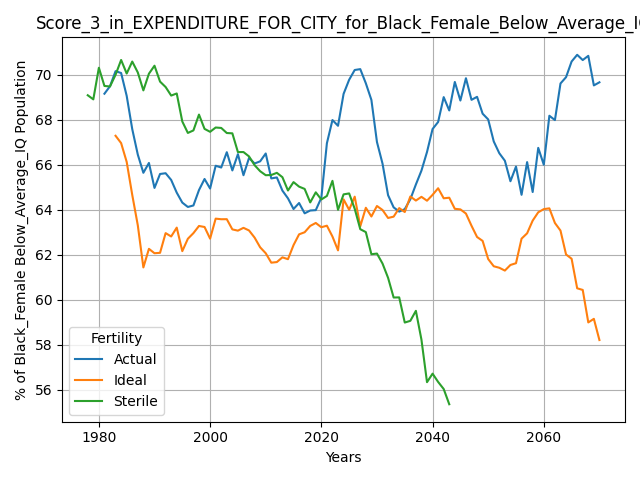 Score_3_in_EXPENDITURE_FOR_CITY_for_Black_Female_Below_Average_IQ
% of Black_Female Below_Average_IQ Population
70
68
66
64
62
60
58
56
Fertility
Actual
Ideal
Sterile
1980
2000
2020
2040
2060
Years